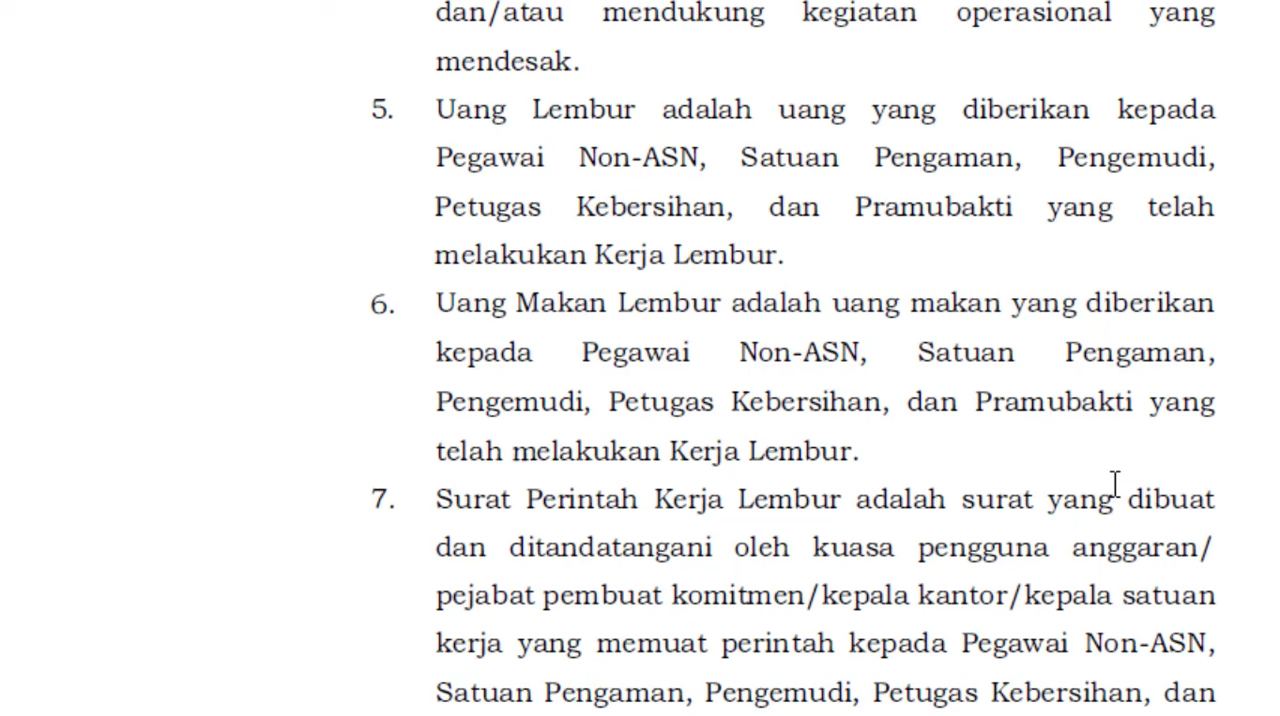 dan/atau mendukung kegiatan operasional yang
mendesak.
5. Uang Lembur adalah uang yang diberikan kepada
Pegawai Non-ASN, Satuan Pengaman, Pengemudi,
Petugas Kebersihan, dan Pramubakti yang telah
melakukan Kerja Lembur.
6. Uang Makan Lembur adalah uang makan yang diberikan
kepada Pegawai Non-ASN, Satuan Pengaman,
Pengemudi, Petugas Kebersihan, dan Pramubakti yang
telah melakukan Kerja Lembur.
7. Surat Perintah Kerja Lembur adalah surat yang dibuat
dan ditandatangani oleh kuasa pengguna anggaran/
pejabat pembuat komitmen/kepala kantor/kepala satuan
kerja yang memuat perintah kepada Pegawai Non-ASN,
Satuan Pengaman, Pengemudi, Petugas Kebersihan, dan